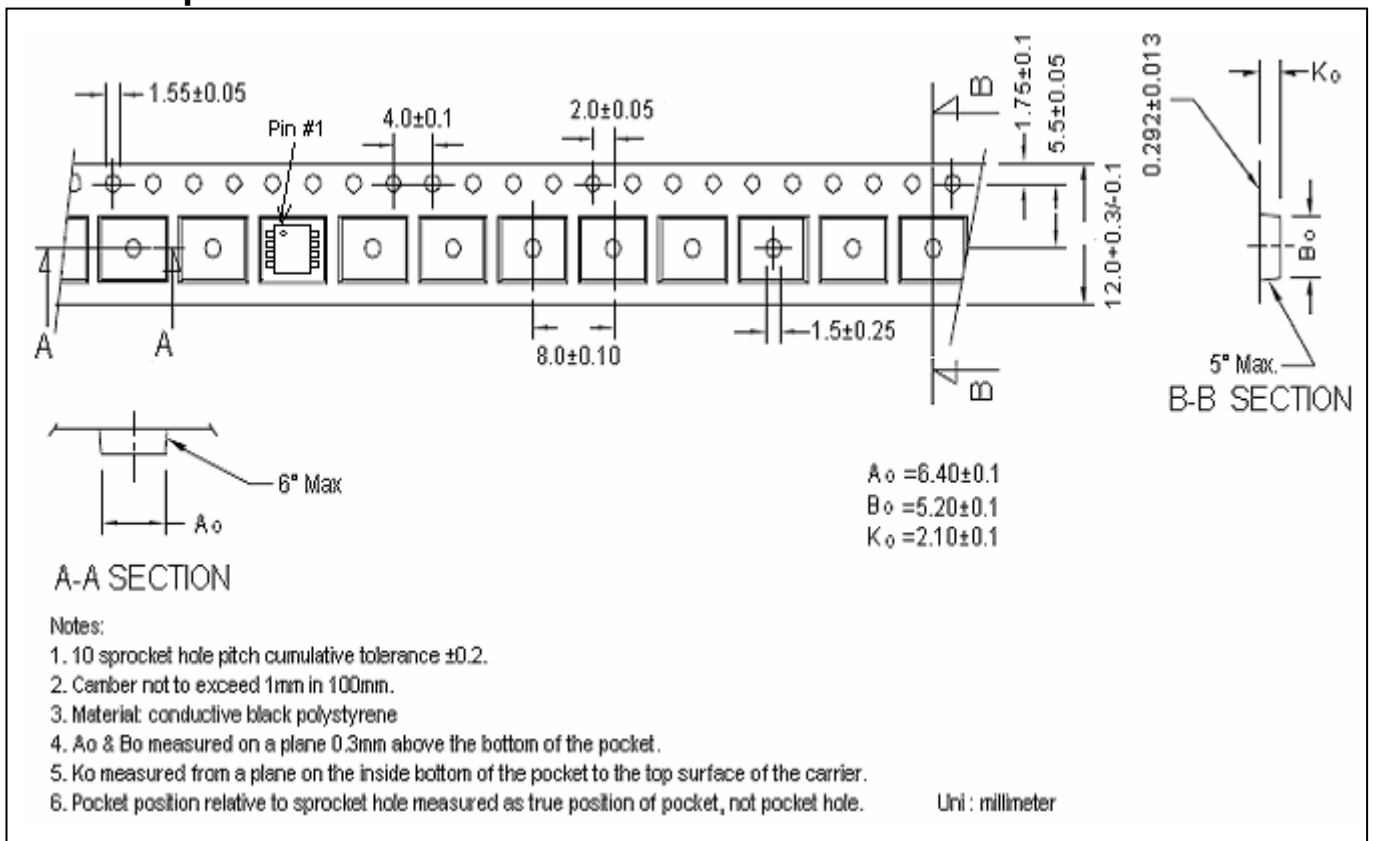 1.55±0.05
Pin #1
4.0±0.1
2.0±0.05
B
1.75±0.1
5.5±0.05
0.292±0.013
Ko
12.0+0.3/-0.1
Bo
A
A
8.0±0.10
1.5±0.25
B
5° Max.
B-B SECTION
6° Max
Ao
A-A SECTION
Ao =6.40±0.1
Bo =5.20±0.1
Ko =2.10±0.1
Notes:
1. 10 sprocket hole pitch cumulative tolerance ±0.2.
2. Camber not to exceed 1mm in 100mm.
3. Material: conductive black polystyrene
4. Ao & Bo measured on a plane 0.3mm above the bottom of the pocket.
5. Ko measured from a plane on the inside bottom of the pocket to the top surface of the carrier.
6. Pocket position relative to sprocket hole measured as true position of pocket, not pocket hole.
Uni : millimeter